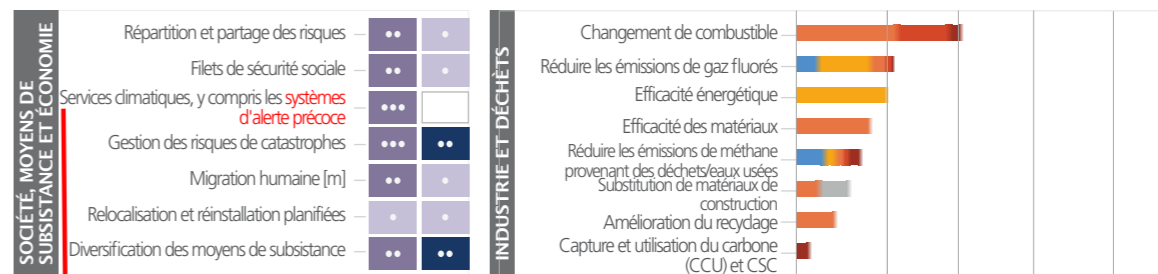 SOCIÉTÉ, MOYENS DE
SUBSISTANCE ET ÉCONOMIE
Répartition et partage des risques
Filets de sécurité sociale
Services climatiques, y compris les systèmes
d'alerte précoce
Gestion des risques de catastrophes
Migration humaine [m]
Relocalisation et réinstallation planifiées
Diversification des moyens de subsistance
INDUSTRIE ET DÉCHÈTS
Changement de combustible
Réduire les émissions de gaz fluorés
Efficacité énergétique
Efficacité des matériaux
Réduire les émissions de méthane
provenant des déchets/eaux usées
Substitution de matériaux de
construction
Amélioration du recyclage
Capture et utilisation du carbone
(CCU) et CSC